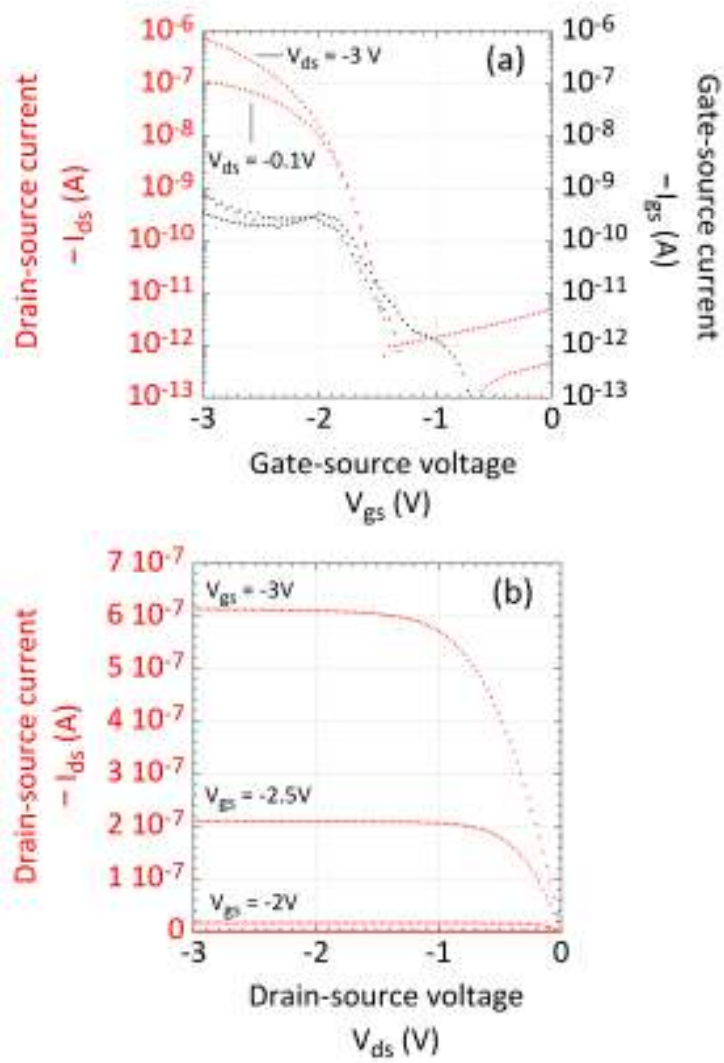 10⁻⁶
10⁻⁷
10⁻⁸
10⁻⁹
10⁻¹⁰
10⁻¹¹
10⁻¹²
10⁻¹³
Drain-source current
− I_ds (A)
V_ds = -3 V
V_ds = -0.1V
(a)
10⁻⁶
10⁻⁷
10⁻⁸
10⁻⁹
10⁻¹⁰
10⁻¹¹
10⁻¹²
10⁻¹³
Gate-source current
− I_gs (A)
-3 -2 -1 0
Gate-source voltage
V_gs (V)
7 10⁻⁷
6 10⁻⁷
5 10⁻⁷
4 10⁻⁷
3 10⁻⁷
2 10⁻⁷
1 10⁻⁷
0
Drain-source current
− I_ds (A)
V_gs = -3V
(b)
V_gs = -2.5V
V_gs = -2V
-3 -2 -1 0
Drain-source voltage
V_ds (V)